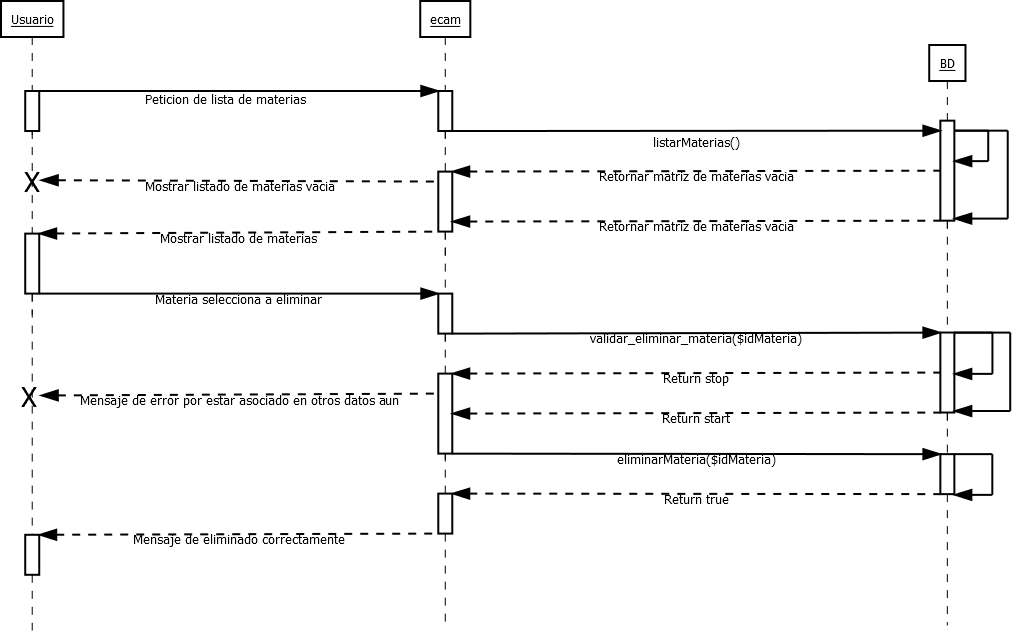 Usuario
ecam
BD
Peticion de lista de materias
listarMaterias()
Retornar matriz de materias vacia
Mostrar listado de materias vacia
X
Retornar matriz de materias vacia
Mostrar listado de materias
Materia selecciona a eliminar
validar_eliminar_materia($idMateria)
Return stop
Mensaje de error por estar asociado en otros datos aun
X
Return start
eliminarMateria($idMateria)
Return true
Mensaje de eliminado correctamente